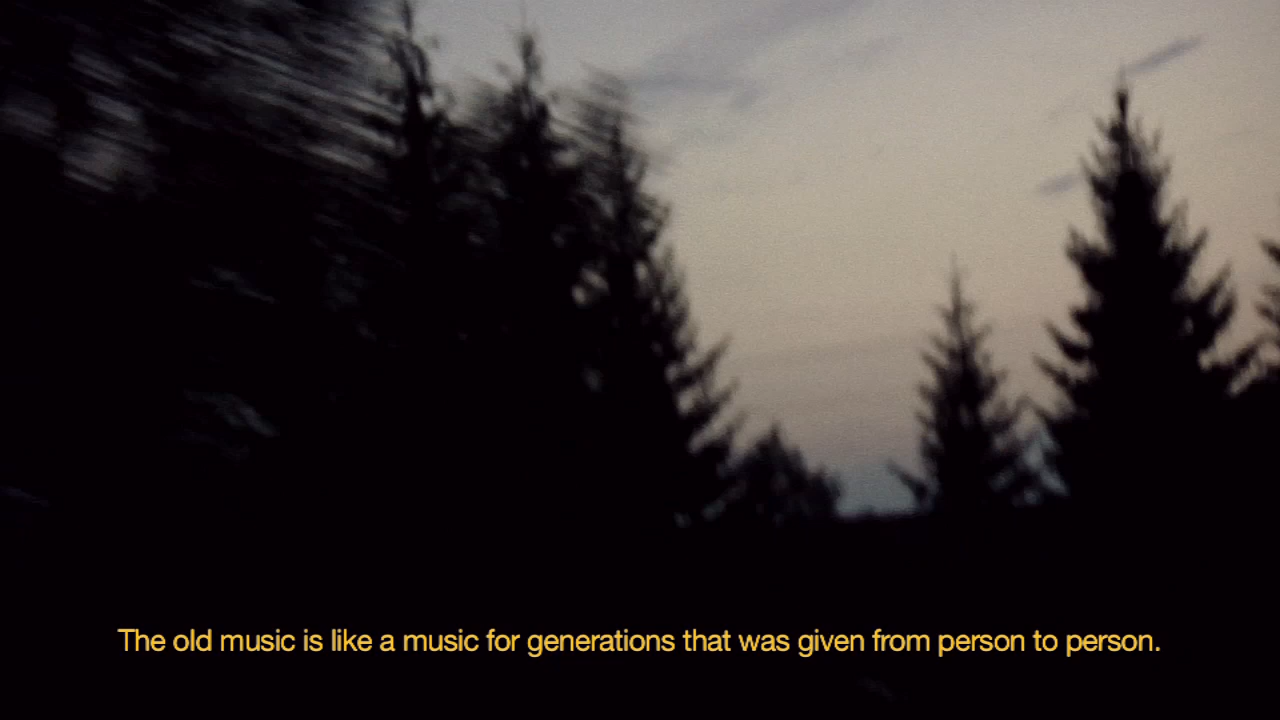 The old music is like a music for generations that was given from person to person.